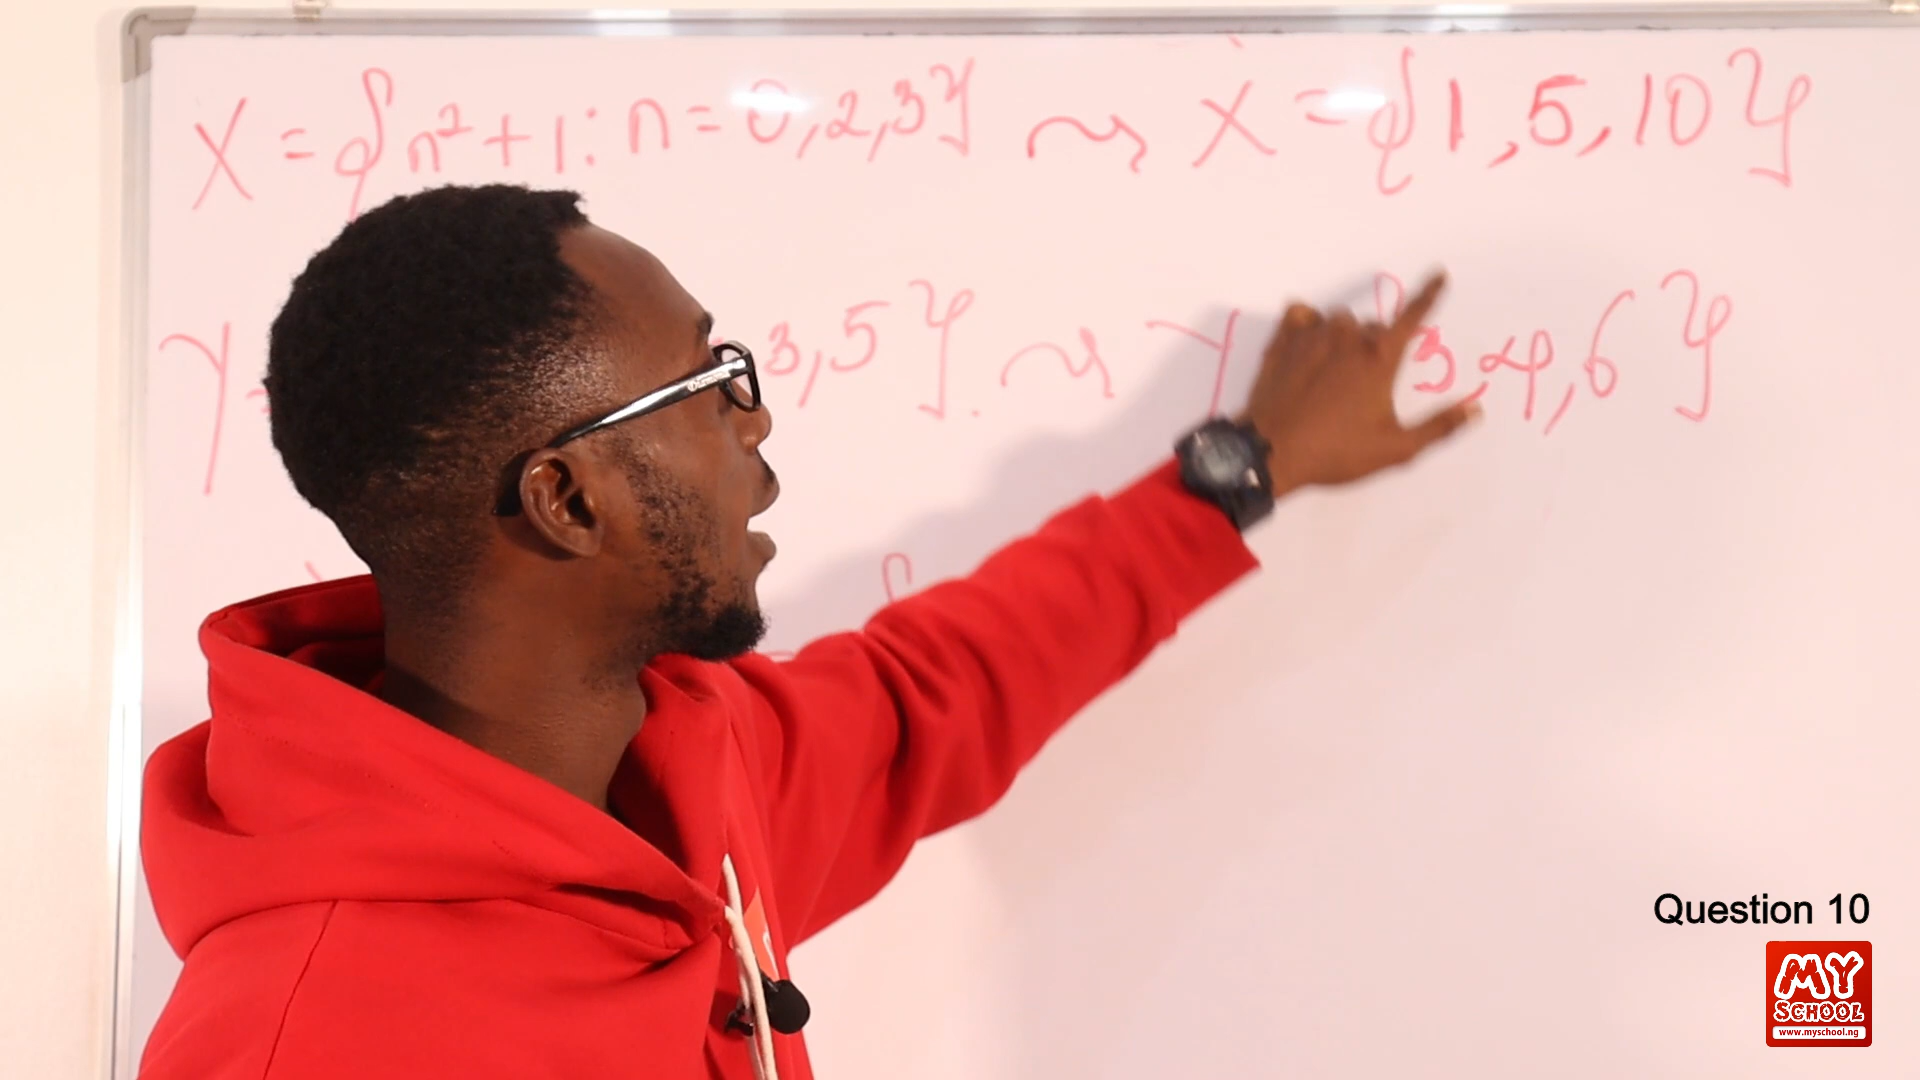 X = {n²+1: n = 0,2,3} ⇝ X = {1,5,10}
Y = 3,5}. ⇝ Y {3,4,6}
{
Question 10
MY
SCHOOL
www.myschool.ng